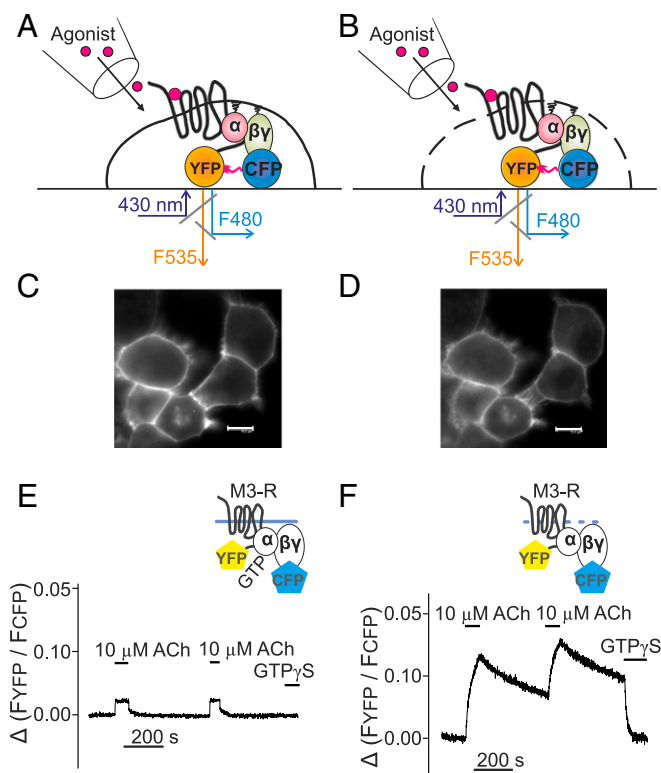 A
Agonist
α
βγ
YFP
CFP
430 nm
F480
F535
B
Agonist
α
βγ
YFP
CFP
430 nm
F480
F535
C
D
E
M3-R
α
βγ
YFP
GTP
CFP
Δ (FYFP / FCFP)
0.05
0.10
0.00
10 μM ACh
10 μM ACh
GTPγS
200 s
F
M3-R
α
βγ
YFP
CFP
Δ (FYFP / FCFP)
0.05
0.10
0.00
10 μM ACh
10 μM ACh
GTPγS
200 s